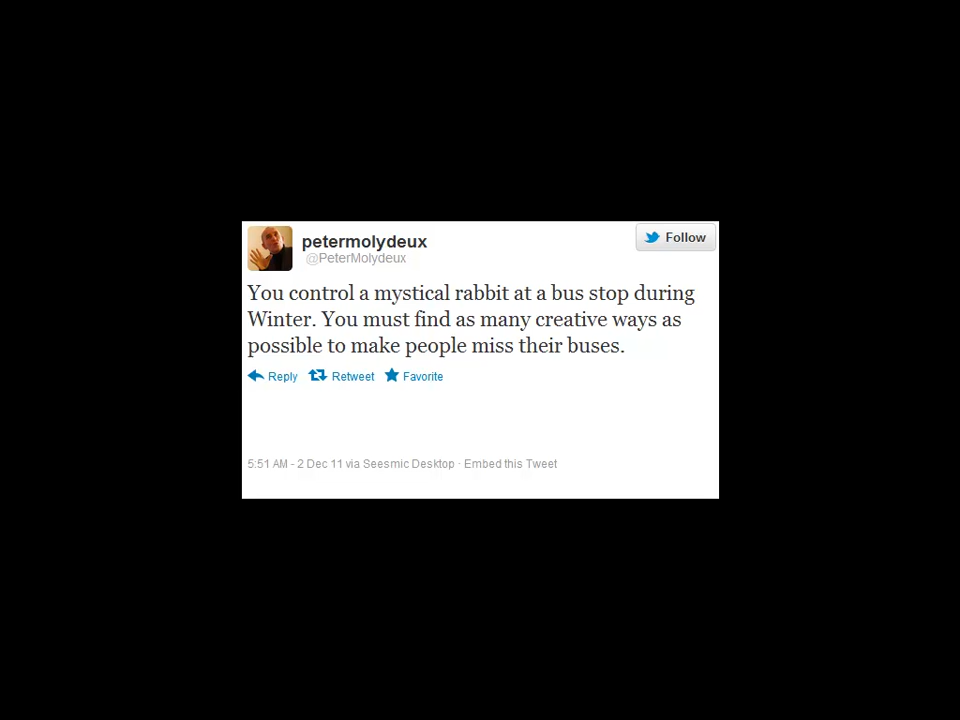 petermolydeux
@PeterMolydeux
Follow
You control a mystical rabbit at a bus stop during
Winter. You must find as many creative ways as
possible to make people miss their buses.
Reply Retweet Favorite
5:51 AM - 2 Dec 11 via Seesmic Desktop · Embed this Tweet